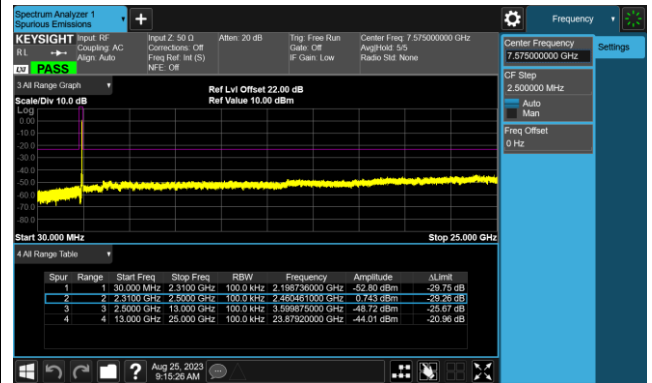 Spectrum Analyzer 1
Spurious Emissions
Frequency
KEYSIGHT Input: RF Input Z: 50 Ω Atten: 20 dB Trig: Free Run Center Freq: 7.575000000 GHz
RL Coupling: AC Corrections: Off Gate: Off Avg|Hold: 5/5
Align: Auto Freq Ref: Int (S) IF Gain: Low Radio Std: None
LXI PASS NFE: Off
Center Frequency
7.575000000 GHz
Settings
CF Step
2.500000 MHz
Auto
Man
Freq Offset
0 Hz
3 All Range Graph
Ref Lvl Offset 22.00 dB
Scale/Div 10.0 dB Ref Value 10.00 dBm
Log
0.00
-10.0
-20.0
-30.0
-40.0
-50.0
-60.0
-70.0
-80.0
Start 30.000 MHz Stop 25.000 GHz
4 All Range Table
Spur Range Start Freq Stop Freq RBW Frequency Amplitude ΔLimit
1 1 30.000 MHz 2.3100 GHz 100.0 kHz 2.198736000 GHz -52.80 dBm -29.75 dB
2 2 2.3100 GHz 2.5000 GHz 100.0 kHz 2.460461000 GHz 0.743 dBm -29.26 dB
3 3 2.5000 GHz 13.000 GHz 100.0 kHz 3.599875000 GHz -48.72 dBm -25.67 dB
4 4 13.000 GHz 25.000 GHz 100.0 kHz 23.87920000 GHz -44.01 dBm -20.96 dB
Aug 25, 2023
9:15:26 AM